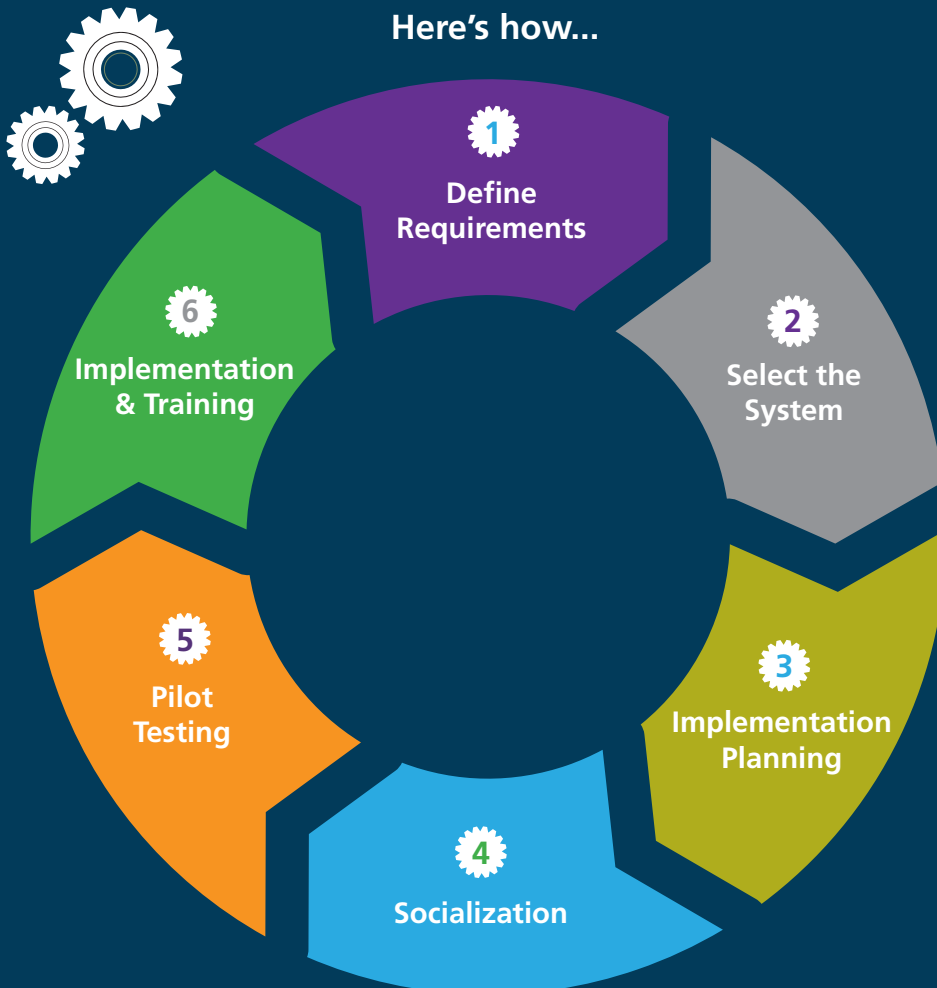 Here’s how...
1
Define
Requirements
2
Select the
System
3
Implementation
Planning
4
Socialization
5
Pilot
Testing
6
Implementation
& Training